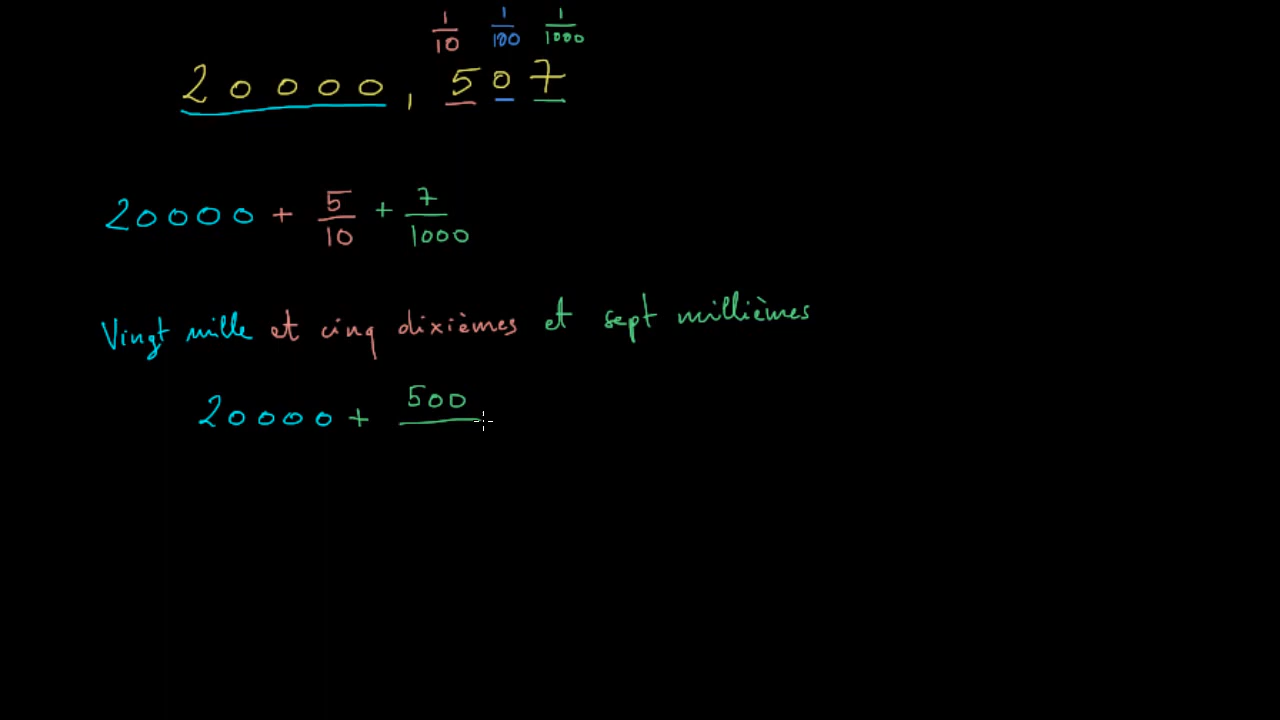 1/10 1/100 1/1000
20000,507
20000 + 5/10 + 7/1000
Vingt mille et cinq dixièmes et sept millièmes
20000 + 500